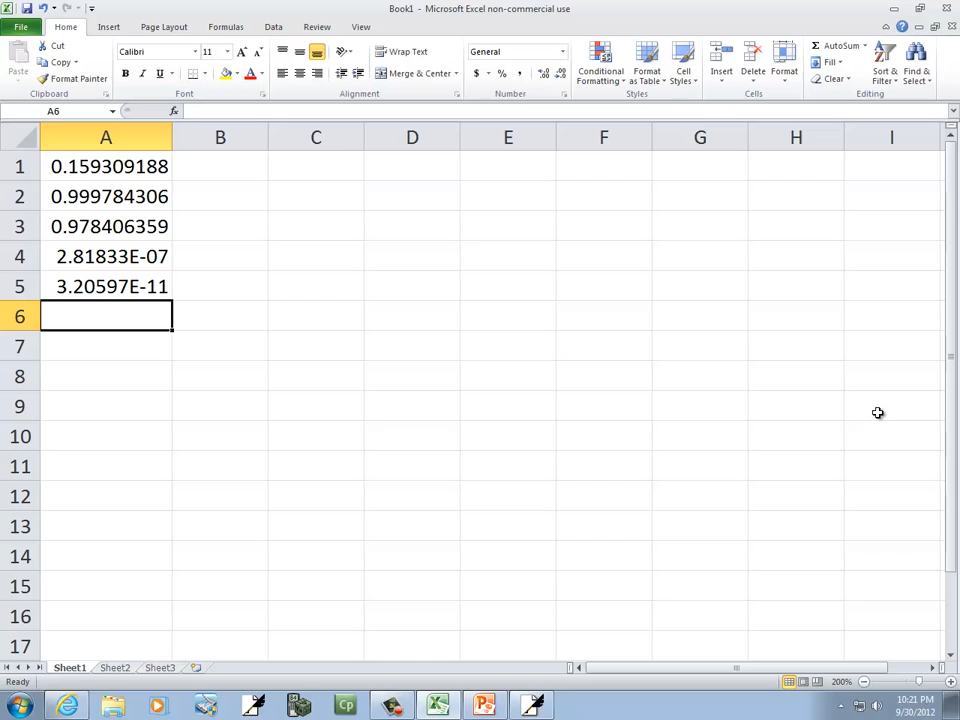 Book1 - Microsoft Excel non-commercial use
File Home Insert Page Layout Formulas Data Review View
Paste
Cut
Copy
Format Painter
Clipboard
Calibri 11
B I U
Font
Wrap Text
Merge & Center
Alignment
General
$ % ,
Number
Conditional Formatting
Format as Table
Cell Styles
Styles
Insert Delete Format
Cells
AutoSum
Fill
Clear
Sort & Filter
Find & Select
Editing
A6 fx
A B C D E F G H I
1 0.159309188
2 0.999784306
3 0.978406359
4 2.81833E-07
5 3.20597E-11
6
7
8
9
10
11
12
13
14
15
16
17
Sheet1 Sheet2 Sheet3
Ready 200%
10:21 PM
9/30/2012